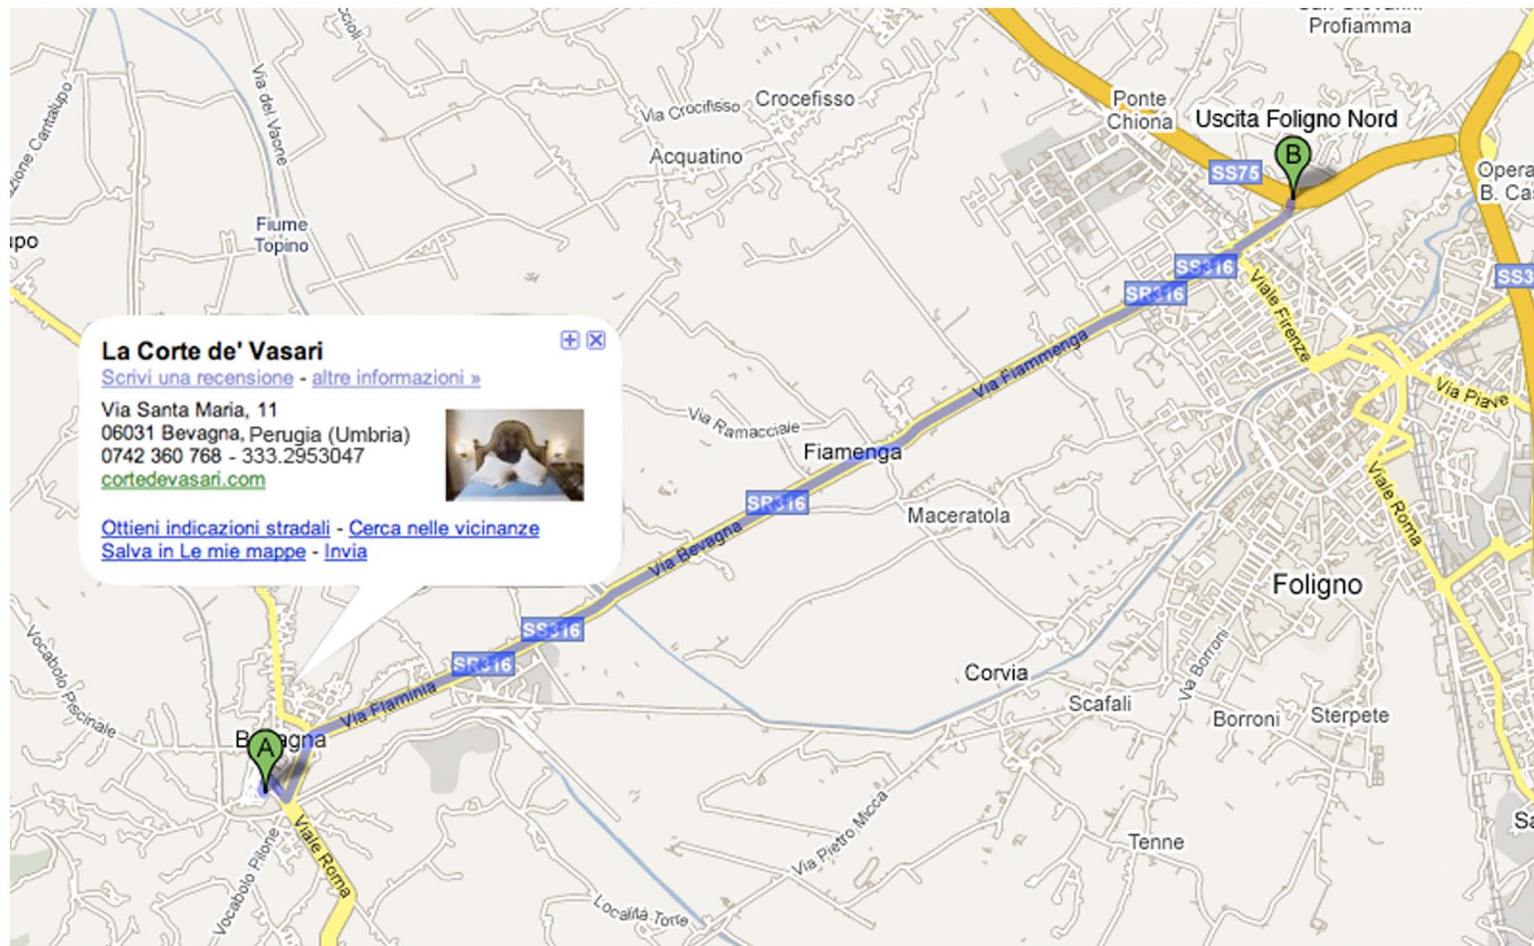 Profiamma
Ponte
Chiona
Uscita Foligno Nord
B
Via Crocifisso
Crocefisso
Via del Vaone
Acquatino
SS75
Opera
B. Ca
Fiume
Topino
upo
SS316
SR316
SS3
Viale Firenze
La Corte de' Vasari
Scrivi una recensione - altre informazioni »
Via Santa Maria, 11
06031 Bevagna, Perugia (Umbria)
0742 360 768 - 333.2953047
cortedevasari.com
Ottieni indicazioni stradali - Cerca nelle vicinanze
Salva in Le mie mappe - Invia
Via Fiammenga
Via Piave
Via Ramacciale
Fiamenga
SR316
Maceratola
Viale Roma
Via Bevagna
Foligno
SS316
SR316
Vocabolo Piscinale
Corvia
Via Borroni
Scafali
Borroni
Sterpete
Via Flaminia
A
Via Pietro Micca
Tenne
Viale Roma
Vocabolo Pilone
Località Torre